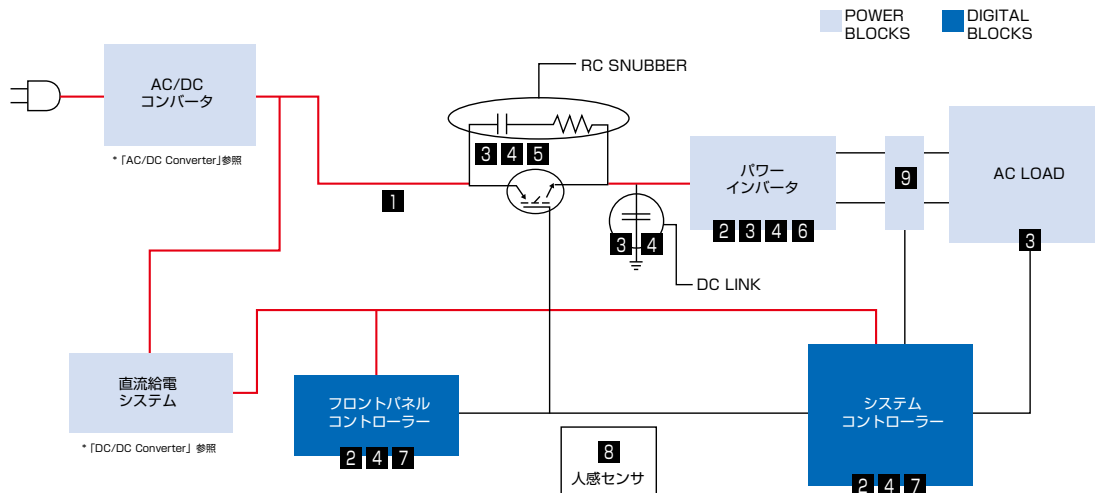 POWER
BLOCKS
DIGITAL
BLOCKS
RC SNUBBER
AC/DC
コンバータ
*「AC/DC Converter」参照
3 4 5
1
パワー
インバータ
2 3 4 6
9
AC LOAD
3
3 4
DC LINK
直流給電
システム
*「DC/DC Converter」参照
フロントパネル
コントローラー
2 4 7
8
人感センサ
システム
コントローラー
2 4 7